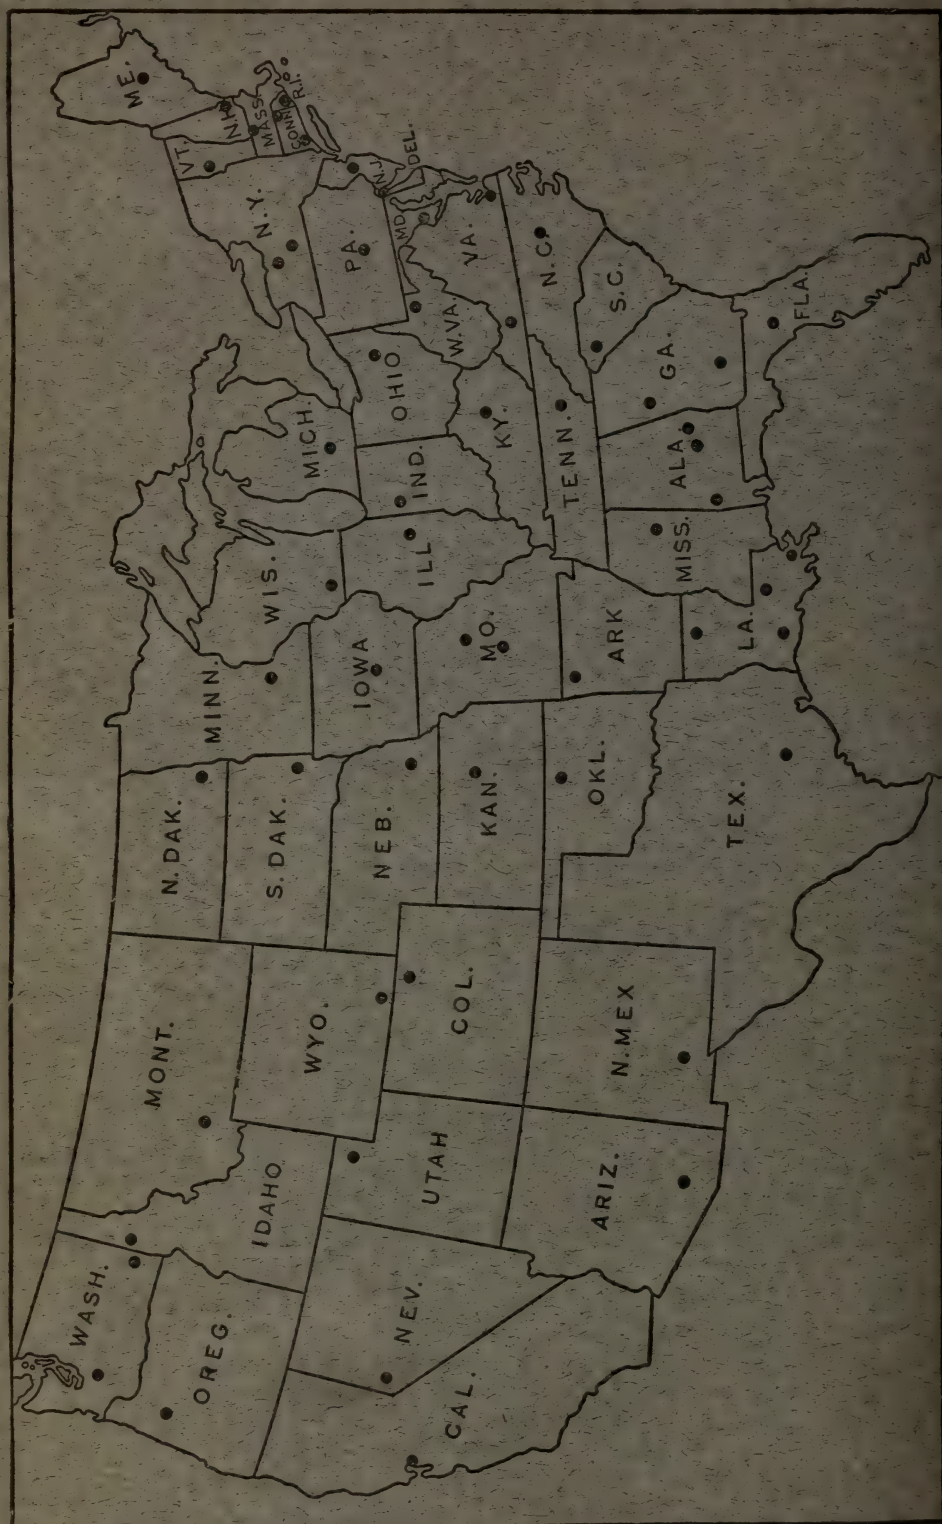 WASH.
OREG.
CAL.
NEV.
IDAHO
MONT.
WYO.
UTAH
ARIZ.
COL.
N.MEX
N.DAK.
S.DAK.
NEB.
KAN.
OKL.
TEX.
MINN.
IOWA
MO.
ARK
LA.
WIS.
ILL
MICH.
IND.
OHIO
KY.
TENN.
MISS.
ALA.
GA.
FLA.
S.C.
N.C.
VA.
W.VA.
MD.
DEL.
PA.
N.J.
N.Y.
VT.
N.H.
MASS.
CONN.
R.I.
ME.